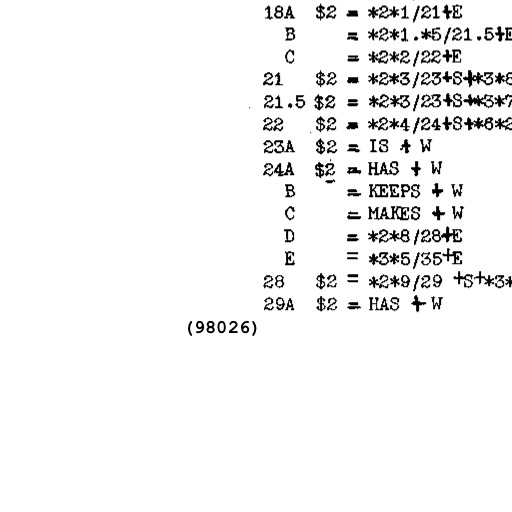 18A $2 = *2*1/21+E
B = *2*1.*5/21.5+E
C = *2*2/22+E
21 $2 = *2*3/23+S+*3*6
21.5 $2 = *2*3/23+S+*3*7
22 $2 = *2*4/24+S+*6*2
23A $2 = IS + W
24A $2 = HAS + W
B = KEEPS + W
C = MAKES + W
D = *2*8/28+E
E = *3*5/35+E
28 $2 = *2*9/29 +S+*3*
29A $2 = HAS + W
(98026)